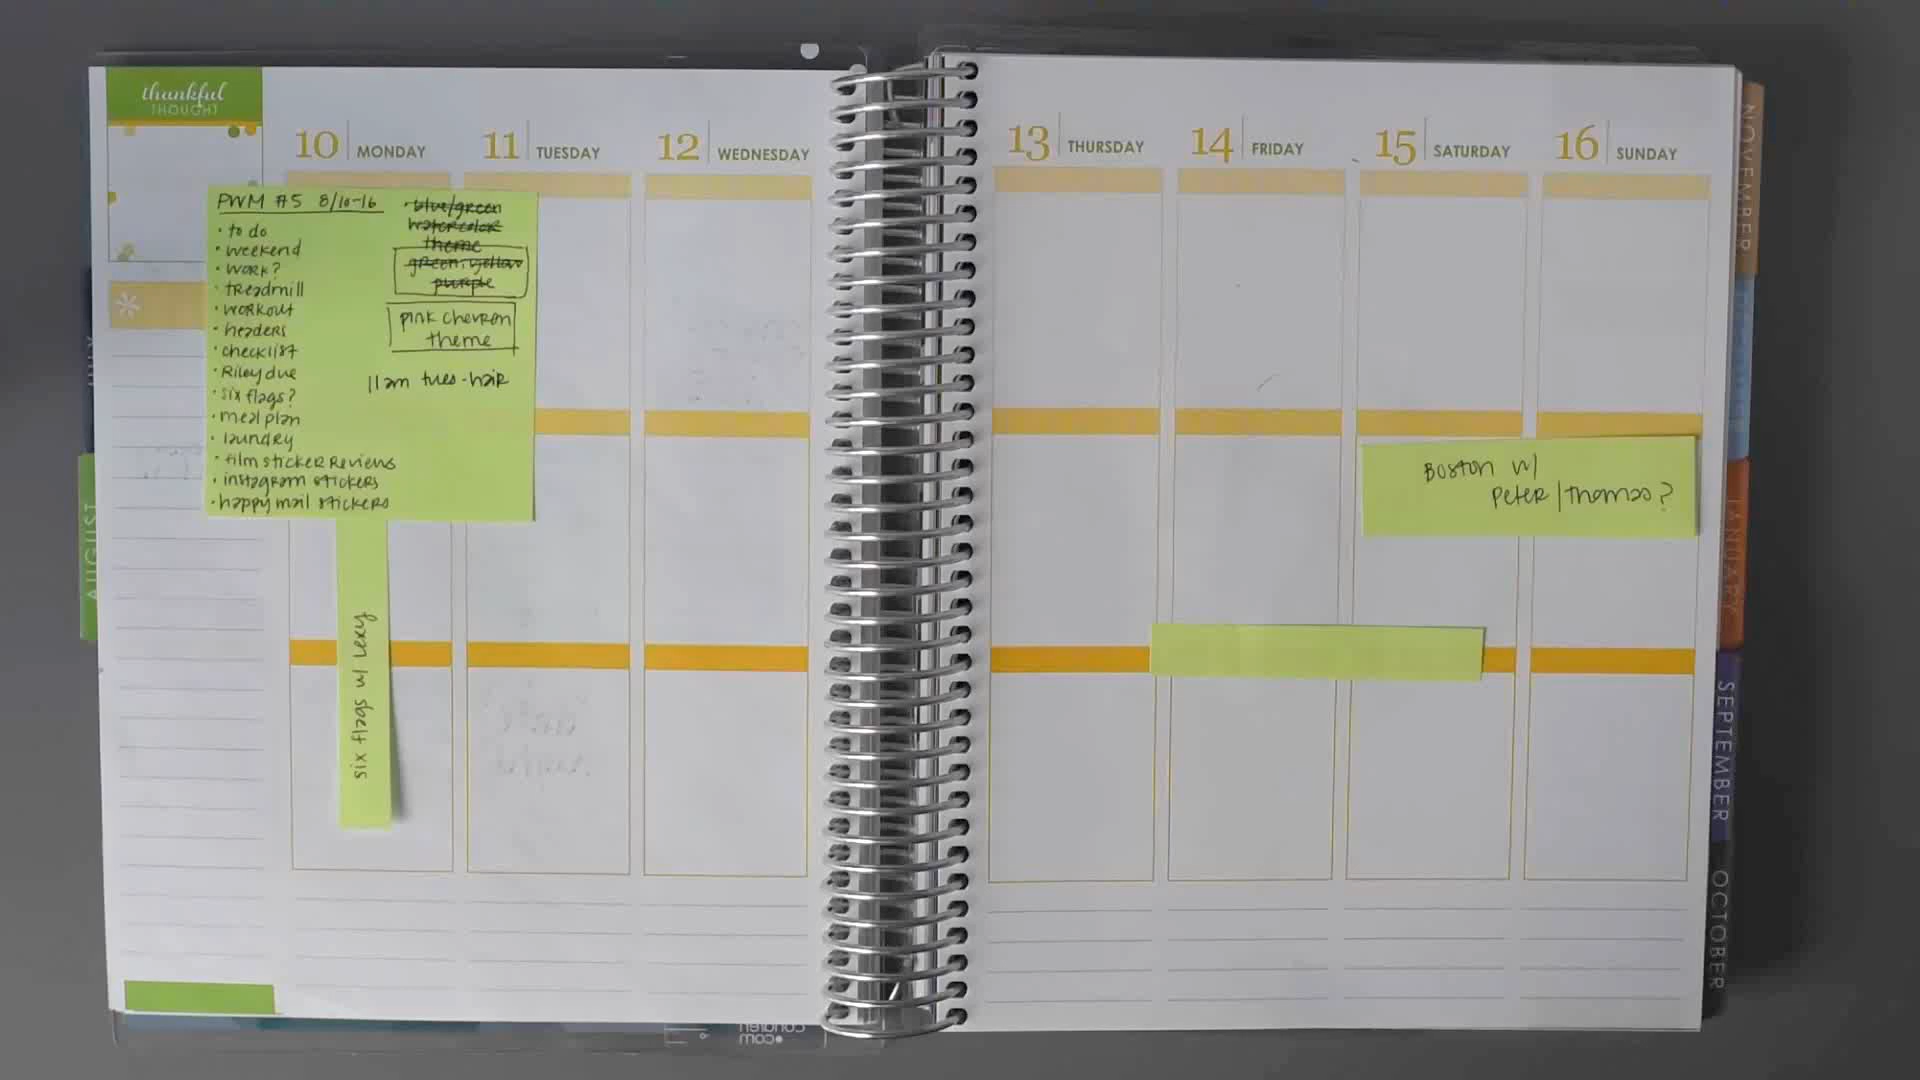 thankful
THOUGHT
10 MONDAY
11 TUESDAY
12 WEDNESDAY
13 THURSDAY
14 FRIDAY
15 SATURDAY
16 SUNDAY
PWM #5 8/10-16
• to do
• weekend
• work?
• treadmill
• workout
• headers
• checklist
• Riley due
• six flags?
• meal plan
• laundry
• film sticker reviews
• instagram stickers
• happy mail stickers
• blue/green
watercolor
theme
green, yellow
purple
pink chevron
theme
11am tues-hair
six flags w/ Lexy
Boston w/
Peter/Thomas?
AUGUST
NOVEMBER
JANUARY
SEPTEMBER
OCTOBER
condren
.com